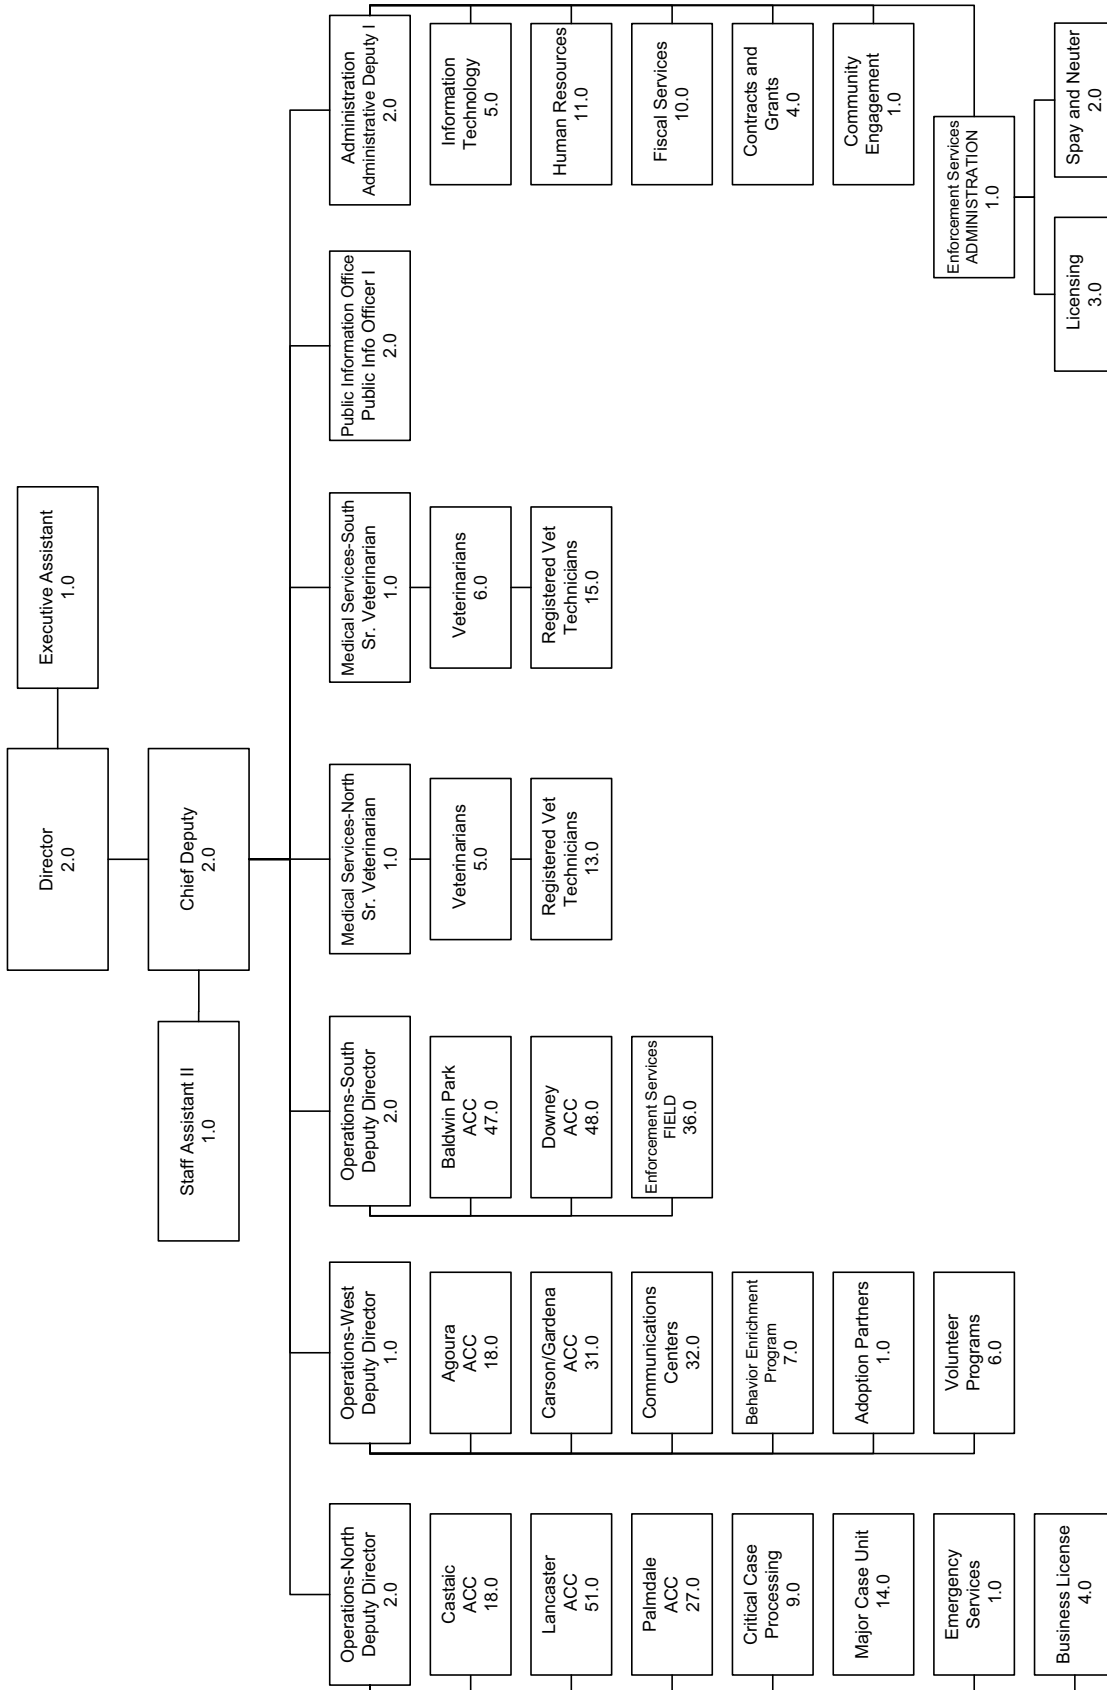 Director
2.0
Executive Assistant
1.0
Chief Deputy
2.0
Staff Assistant II
1.0
Operations-North
Deputy Director
2.0
Castaic
ACC
18.0
Lancaster
ACC
51.0
Palmdale
ACC
27.0
Critical Case
Processing
9.0
Major Case Unit
14.0
Emergency
Services
1.0
Business License
4.0
Operations-West
Deputy Director
1.0
Agoura
ACC
18.0
Carson/Gardena
ACC
31.0
Communications
Centers
32.0
Behavior Enrichment
Program
7.0
Adoption Partners
1.0
Volunteer
Programs
6.0
Operations-South
Deputy Director
2.0
Baldwin Park
ACC
47.0
Downey
ACC
48.0
Enforcement Services
FIELD
36.0
Medical Services-North
Sr. Veterinarian
1.0
Veterinarians
5.0
Registered Vet
Technicians
13.0
Medical Services-South
Sr. Veterinarian
1.0
Veterinarians
6.0
Registered Vet
Technicians
15.0
Public Information Office
Public Info Officer I
2.0
Administration
Administrative Deputy I
2.0
Information
Technology
5.0
Human Resources
11.0
Fiscal Services
10.0
Contracts and
Grants
4.0
Community
Engagement
1.0
Enforcement Services
ADMINISTRATION
1.0
Licensing
3.0
Spay and Neuter
2.0